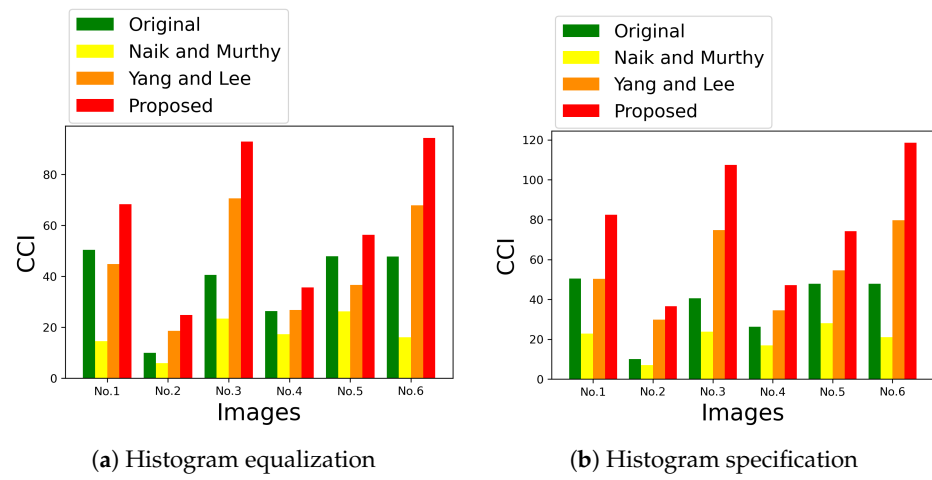 Original
Naik and Murthy
Yang and Lee
Proposed
CCI
80
60
40
20
0
No.1 No.2 No.3 No.4 No.5 No.6
Images
(a) Histogram equalization
Original
Naik and Murthy
Yang and Lee
Proposed
CCI
120
100
80
60
40
20
0
No.1 No.2 No.3 No.4 No.5 No.6
Images
(b) Histogram specification